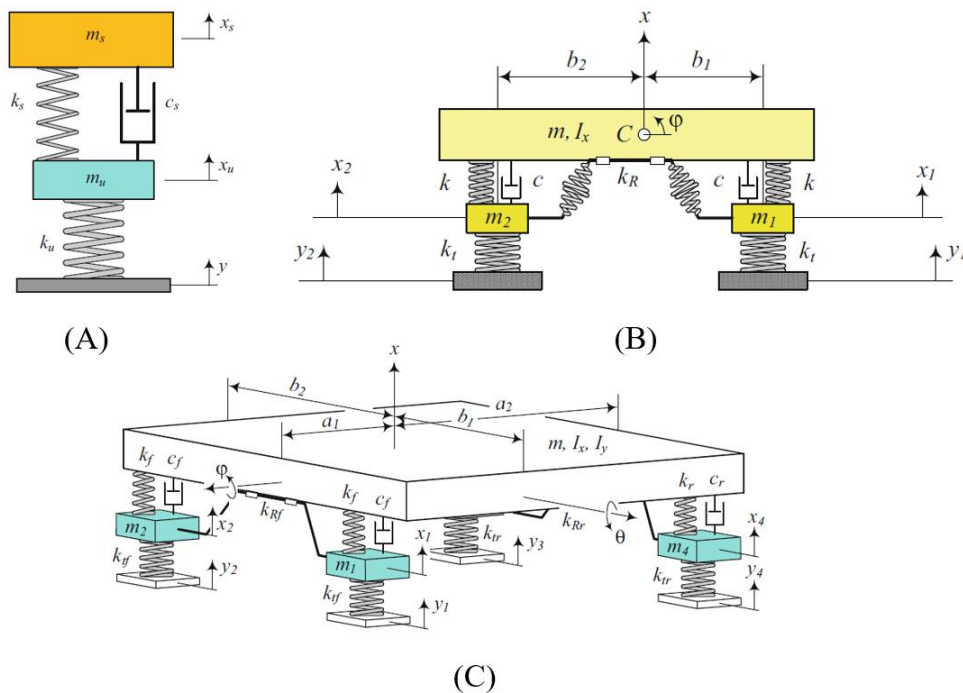 m_s
x_s
k_s
c_s
m_u
x_u
k_u
y
(A)
x
b_2
b_1
m, I_x
C
φ
x_2
k
c
k_R
c
k
x_1
m_2
m_1
y_2
k_t
k_t
y_1
(B)
x
b_2
a_1
b_1
a_2
m, I_x, I_y
k_f
c_f
φ
k_Rf
k_f
c_f
k_Rr
θ
k_r
c_r
m_2
x_2
k_tf
y_2
m_1
x_1
k_tf
y_1
k_tr
y_3
m_4
x_4
k_tr
y_4
(C)